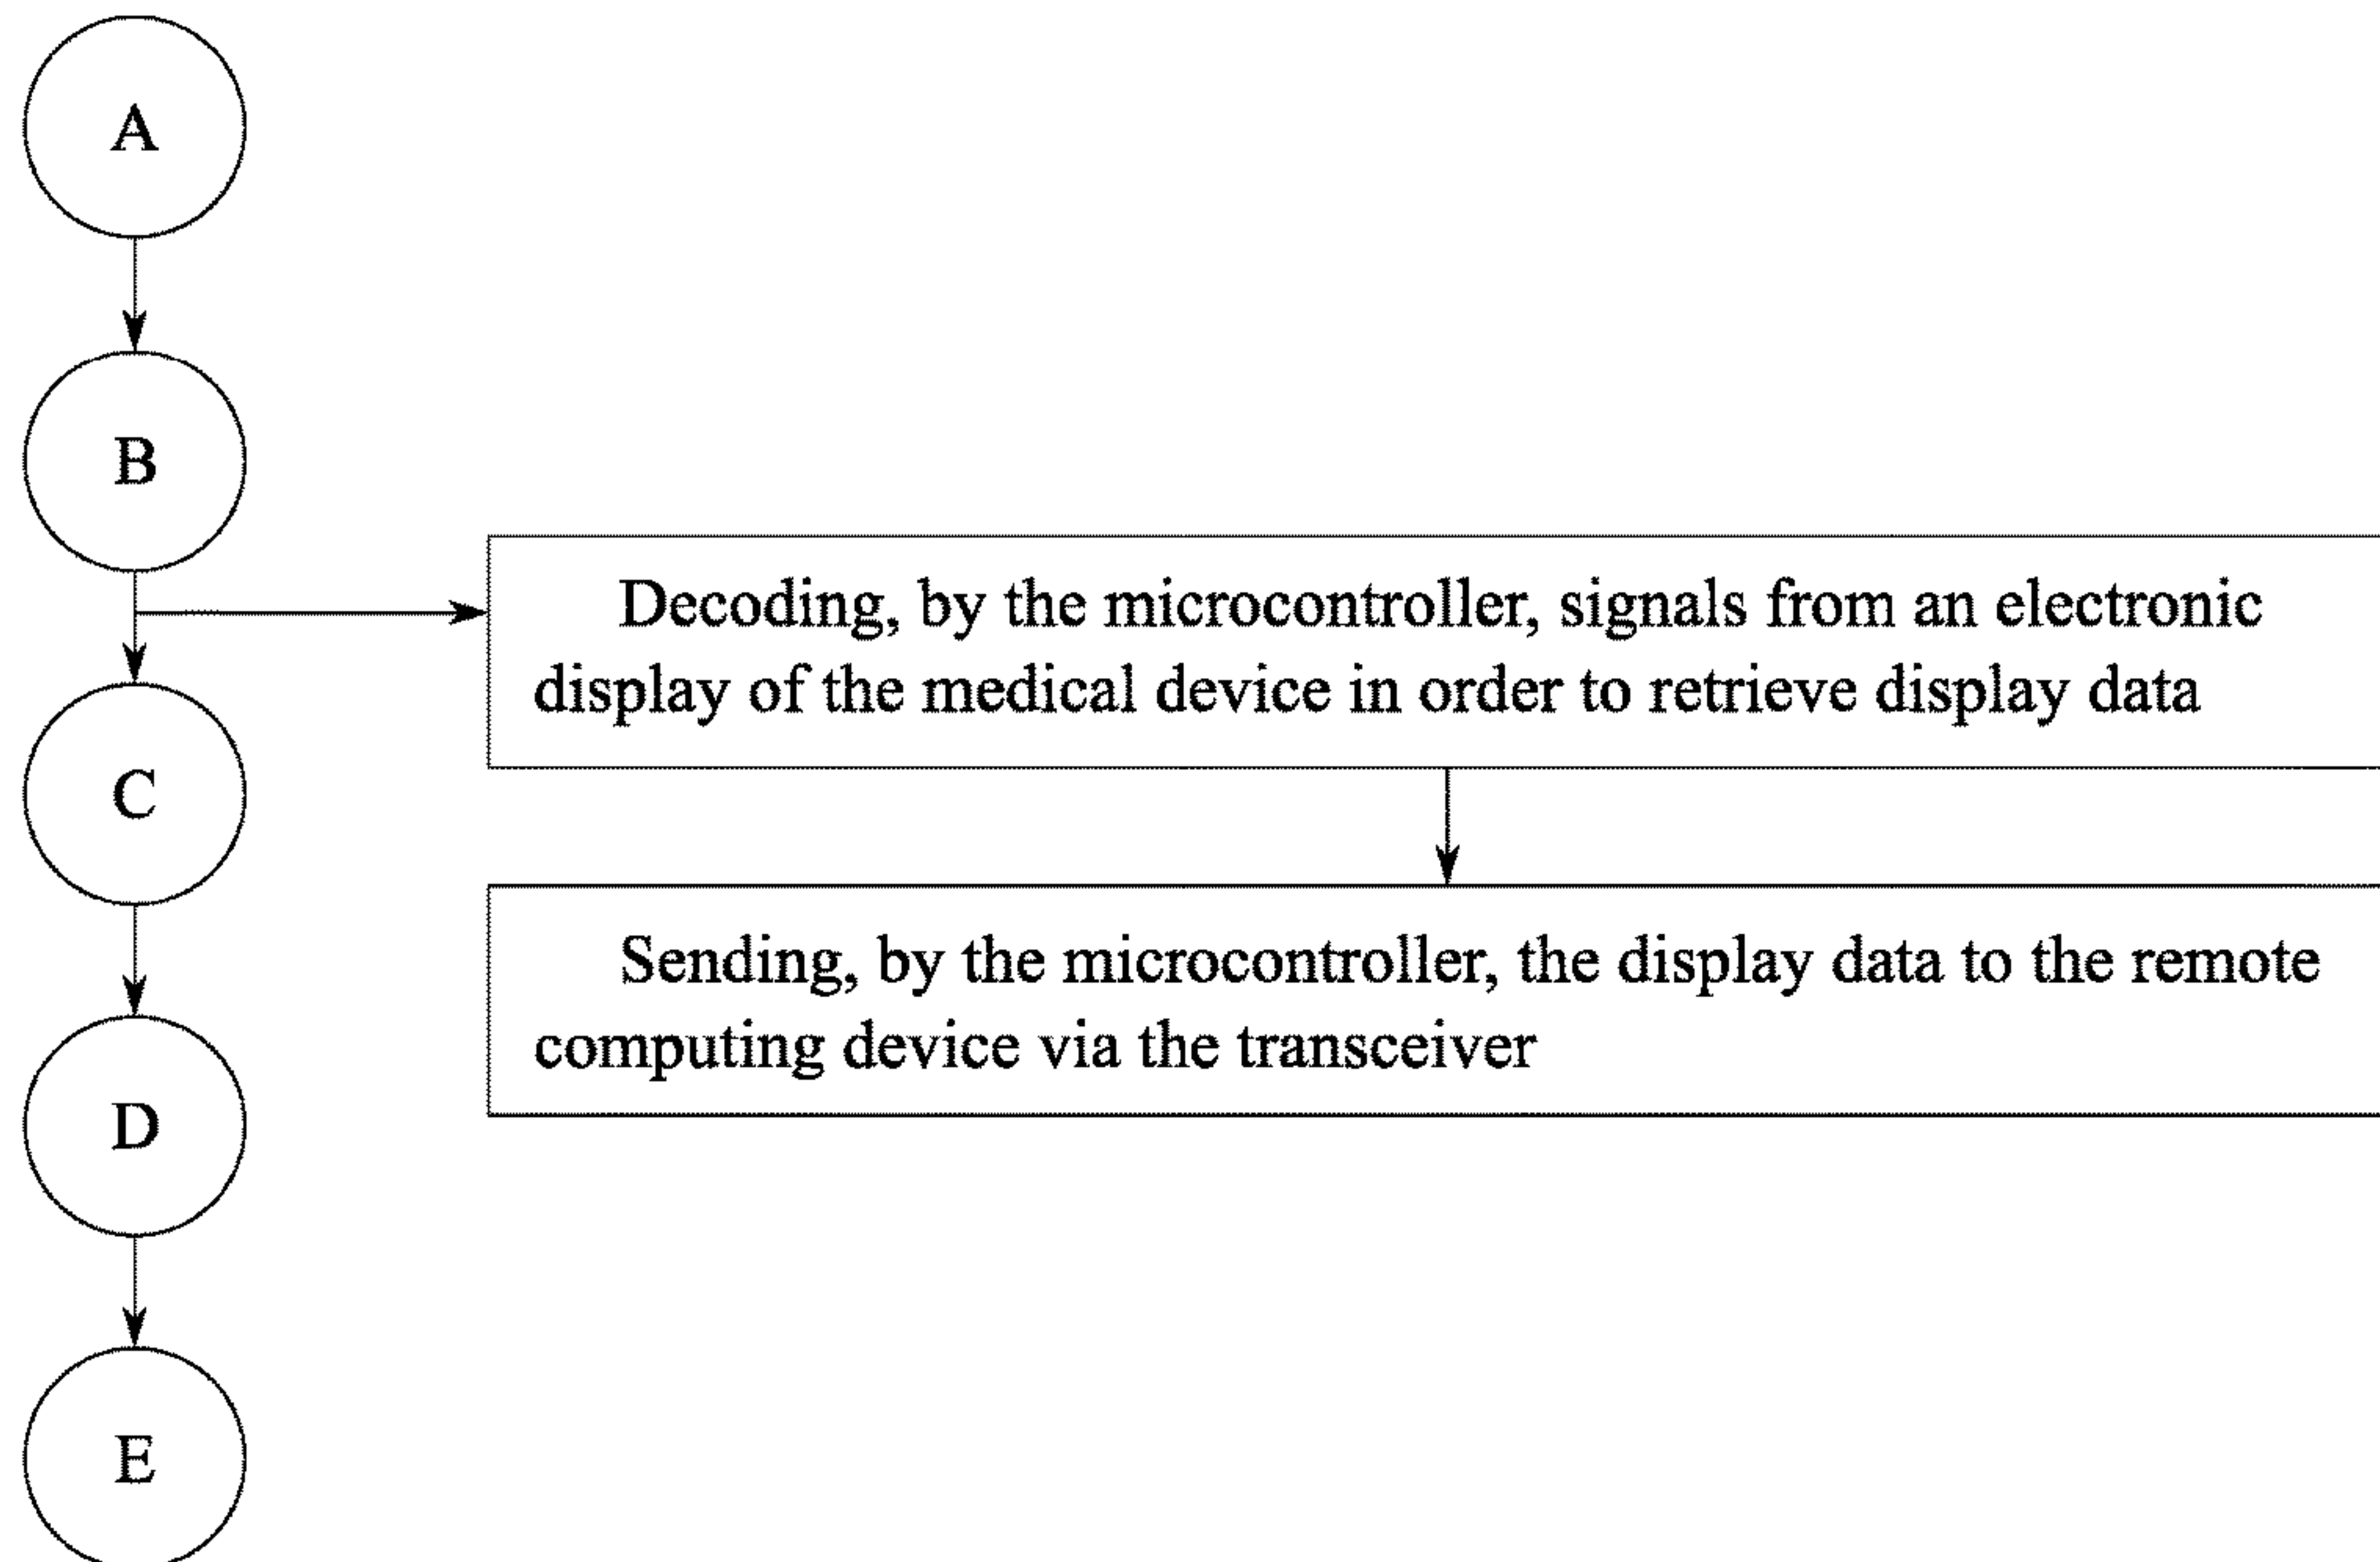 A
B
Decoding, by the microcontroller, signals from an electronic
display of the medical device in order to retrieve display data
C
Sending, by the microcontroller, the display data to the remote
computing device via the transceiver
D
E